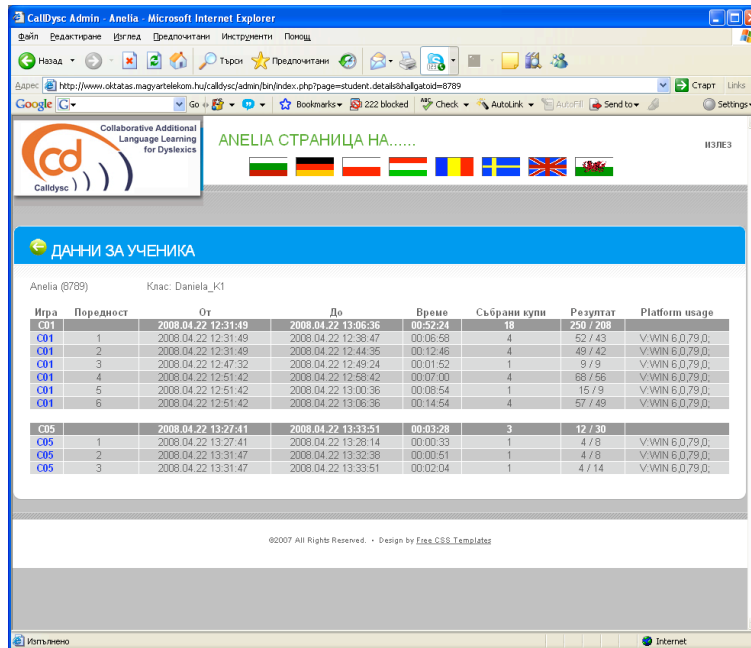 CallDysc Admin - Anelia - Microsoft Internet Explorer
Файл Редактиране Изглед Предпочитани Инструменти Помощ
Назад Търси Предпочитани
Адрес http://www.oktatas.magyartelekom.hu/calldysc/admin/bin/index.php?page=student.details&hallgatoid=8789 Старт Links
Google G Go Bookmarks 222 blocked Check AutoLink AutoFill Send to Settings
Collaborative Additional
Language Learning
for Dyslexics
cd
Calldysc
ANELIA СТРАНИЦА НА......
ИЗЛЕЗ
ДАННИ ЗА УЧЕНИКА
Anelia (8789) Клас: Daniela_K1
Игра Поредност От До Време Събрани купи Резултат Platform usage
C01 2008.04.22 12:31:49 2008.04.22 13:06:36 00:52:24 18 250 / 208
C01 1 2008.04.22 12:31:49 2008.04.22 12:38:47 00:06:58 4 52 / 43 V:WIN 6,0,79,0;
C01 2 2008.04.22 12:31:49 2008.04.22 12:44:35 00:12:46 4 49 / 42 V:WIN 6,0,79,0;
C01 3 2008.04.22 12:47:32 2008.04.22 12:49:24 00:01:52 1 9 / 9 V:WIN 6,0,79,0;
C01 4 2008.04.22 12:51:42 2008.04.22 12:58:42 00:07:00 4 68 / 56 V:WIN 6,0,79,0;
C01 5 2008.04.22 12:51:42 2008.04.22 13:00:36 00:08:54 1 15 / 9 V:WIN 6,0,79,0;
C01 6 2008.04.22 12:51:42 2008.04.22 13:06:36 00:14:54 4 57 / 49 V:WIN 6,0,79,0;
C05 2008.04.22 13:27:41 2008.04.22 13:33:51 00:03:28 3 12 / 30
C05 1 2008.04.22 13:27:41 2008.04.22 13:28:14 00:00:33 1 4 / 8 V:WIN 6,0,79,0;
C05 2 2008.04.22 13:31:47 2008.04.22 13:32:38 00:00:51 1 4 / 8 V:WIN 6,0,79,0;
C05 3 2008.04.22 13:31:47 2008.04.22 13:33:51 00:02:04 1 4 / 14 V:WIN 6,0,79,0;
©2007 All Rights Reserved. • Design by Free CSS Templates
Изпълнено Internet